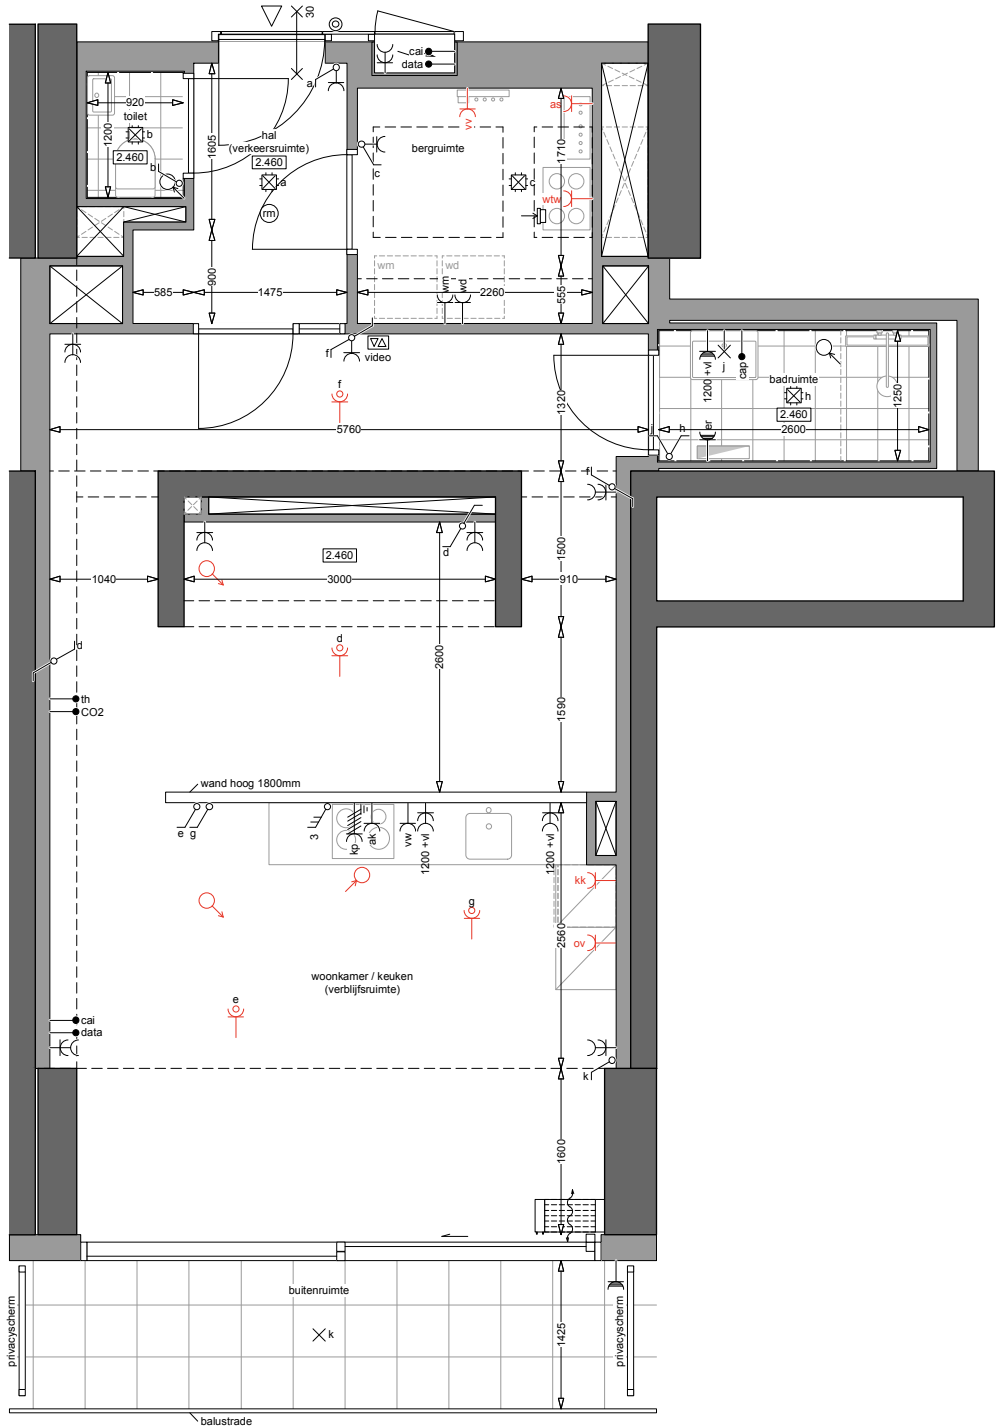 30
cai
data
a
as
vv
920
toilet
b
1200
2.460
b
1605
hal
(verkeersruimte)
2.460
a
rm
c
bergruimte
1710
c
wtw
900
wm
wd
wm
wd
585
1475
2260
555
f
video
f
1320
5760
j
h
1200 +vl
j
cap
badruimte
h
2.460
2600
1250
er
f
d
2.460
1500
1040
3000
910
d
d
2600
1590
th
CO2
wand hoog 1800mm
e
g
3
kp
ak
vw
1200 +vl
1200 +vl
kk
g
2560
ov
woonkamer / keuken
(verblijfsruimte)
e
cai
data
k
1600
buitenruimte
privacyscherm
k
1425
privacyscherm
balustrade